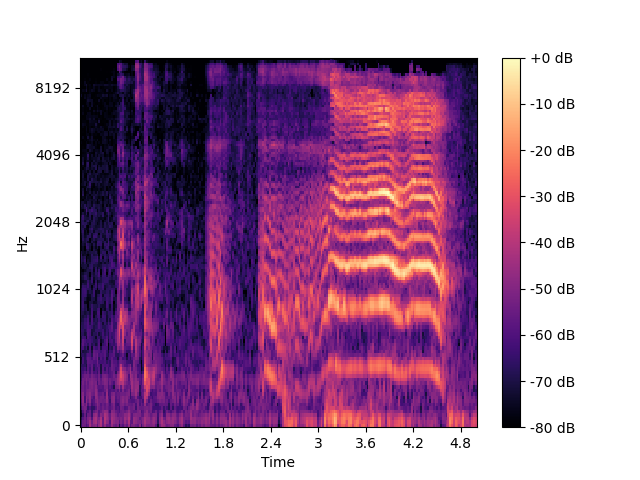 8192
4096
2048
1024
512
0
Hz
0 0.6 1.2 1.8 2.4 3 3.6 4.2 4.8
Time
+0 dB
-10 dB
-20 dB
-30 dB
-40 dB
-50 dB
-60 dB
-70 dB
-80 dB